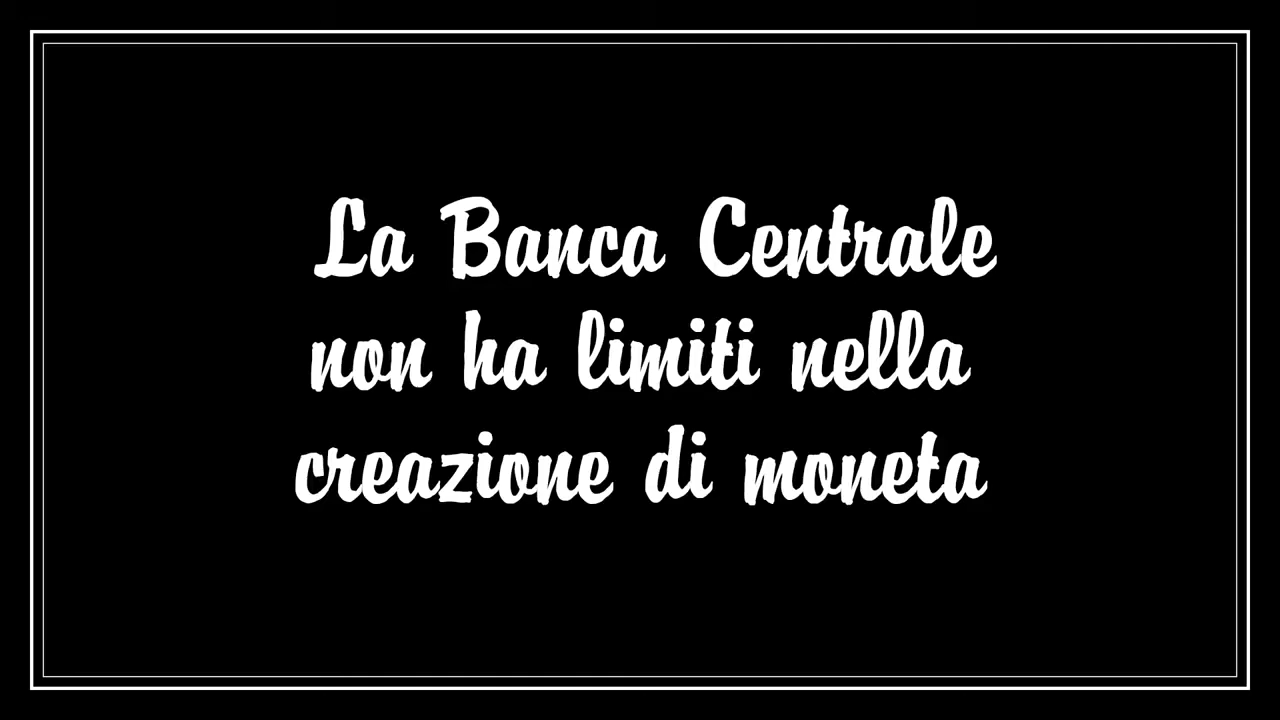 La Banca Centrale
non ha limiti nella
creazione di moneta